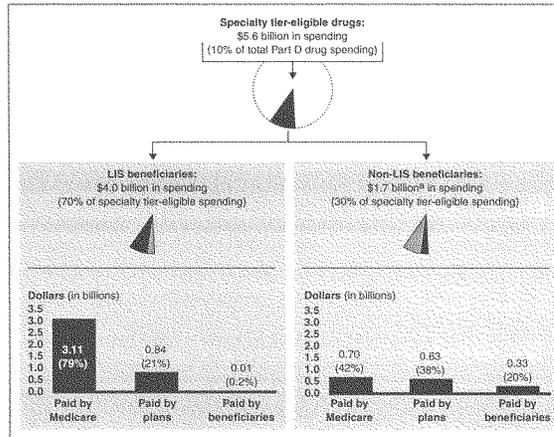 Specialty tier-eligible drugs:
$5.6 billion in spending
(10% of total Part D drug spending)
LIS beneficiaries:
$4.0 billion in spending
(70% of specialty tier-eligible spending)
Non-LIS beneficiaries:
$1.7 billionª in spending
(30% of specialty tier-eligible spending)
Dollars (in billions)
3.5
3.0
2.5
2.0
1.5
1.0
0.5
0.0
3.11
(79%)
0.84
(21%)
0.01
(0.2%)
Paid by
Medicare
Paid by
plans
Paid by
beneficiaries
Dollars (in billions)
3.5
3.0
2.5
2.0
1.5
1.0
0.5
0.0
0.70
(42%)
0.63
(38%)
0.33
(20%)
Paid by
Medicare
Paid by
plans
Paid by
beneficiaries